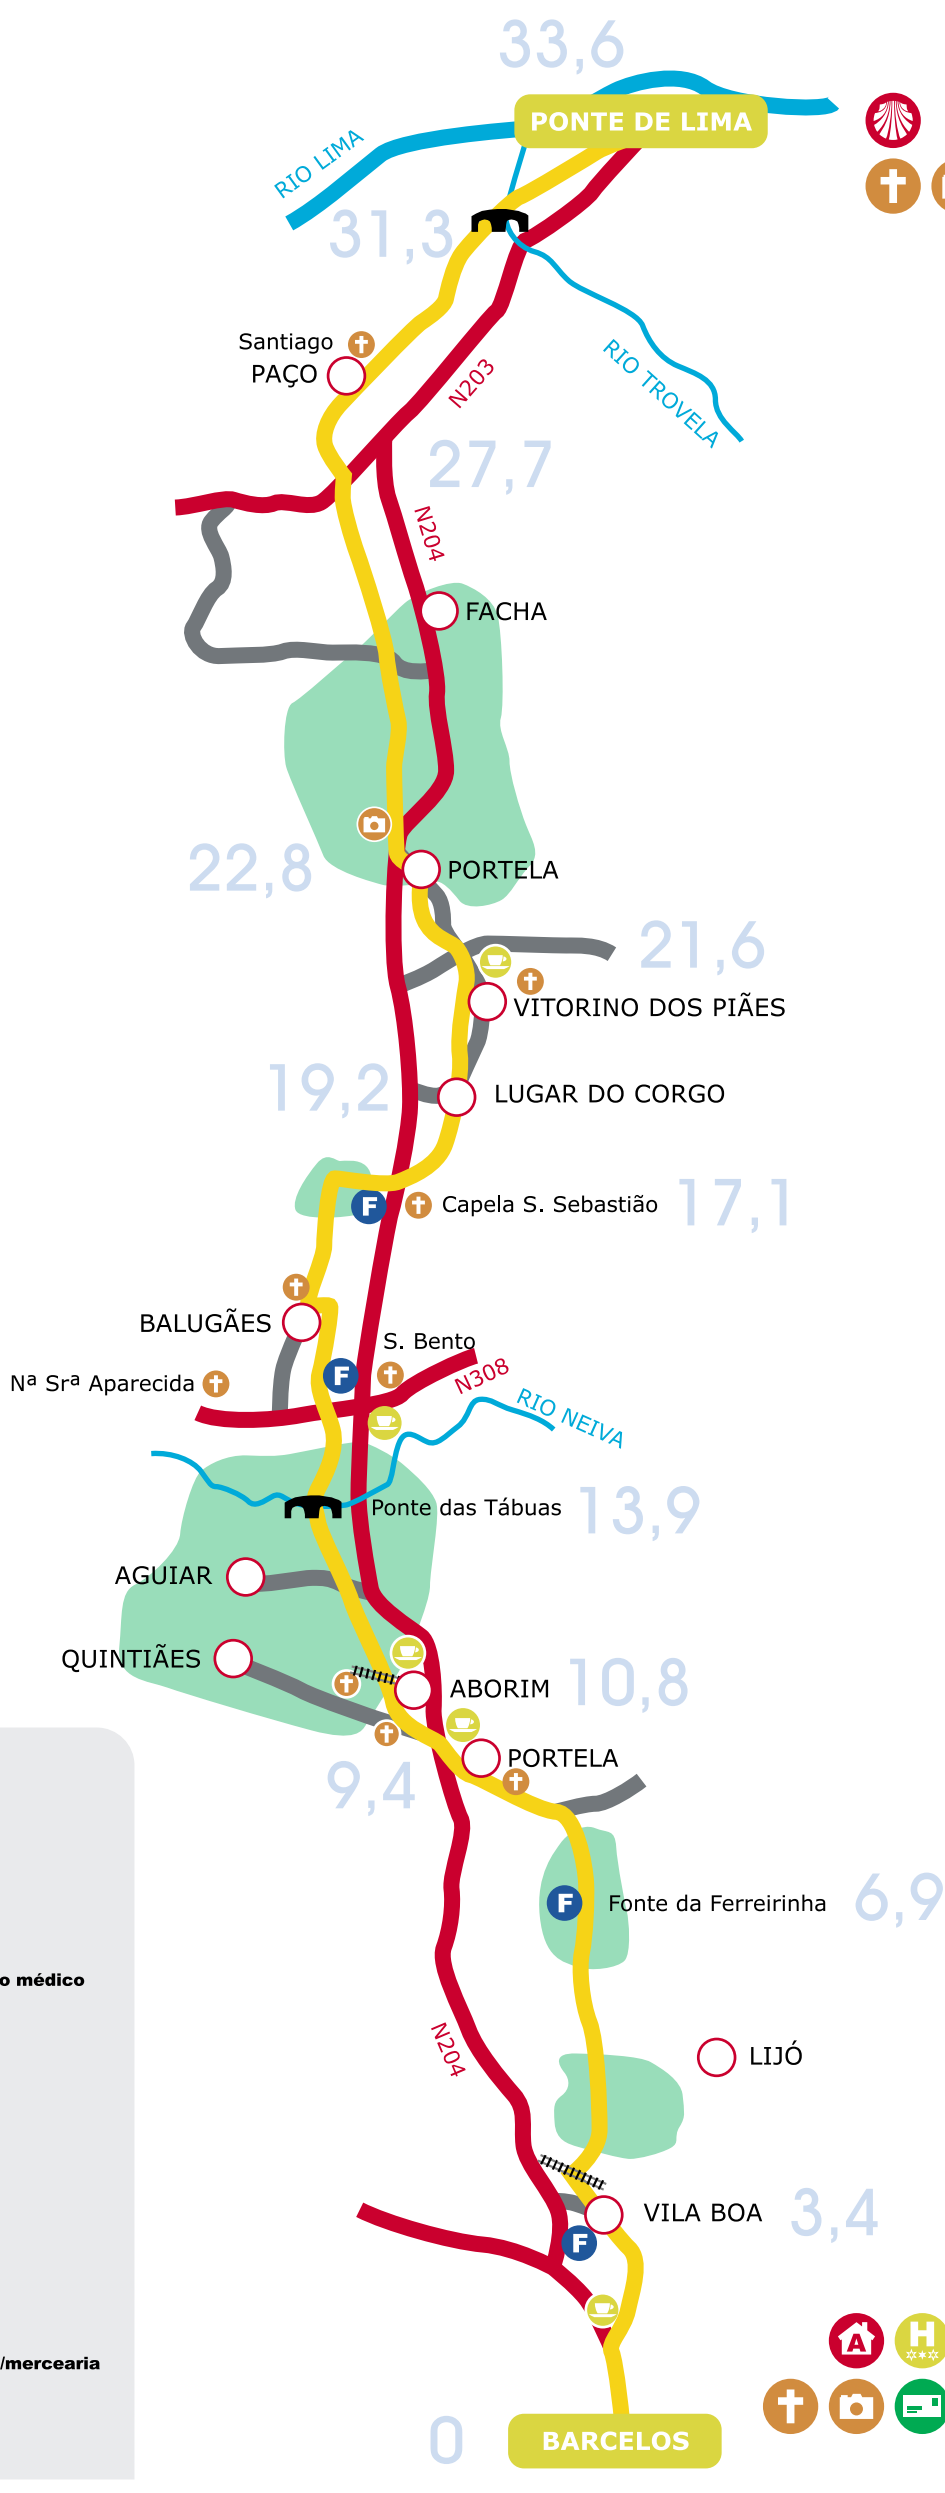 33,6
PONTE DE LIMA
RIO LIMA
31,3
Santiago
PAÇO
N203
RIO TROVELA
27,7
N204
FACHA
22,8
PORTELA
21,6
VITORINO DOS PIÃES
19,2
LUGAR DO CORGO
F
Capela S. Sebastião
17,1
BALUGÃES
S. Bento
F
N308
Nª Srª Aparecida
RIO NEIVA
Ponte das Tábuas
13,9
AGUIAR
QUINTIÃES
ABORIM
10,8
PORTELA
9,4
F
Fonte da Ferreirinha
6,9
o médico
N204
LIJÓ
VILA BOA
3,4
F
A
H
/mercearia
0
BARCELOS